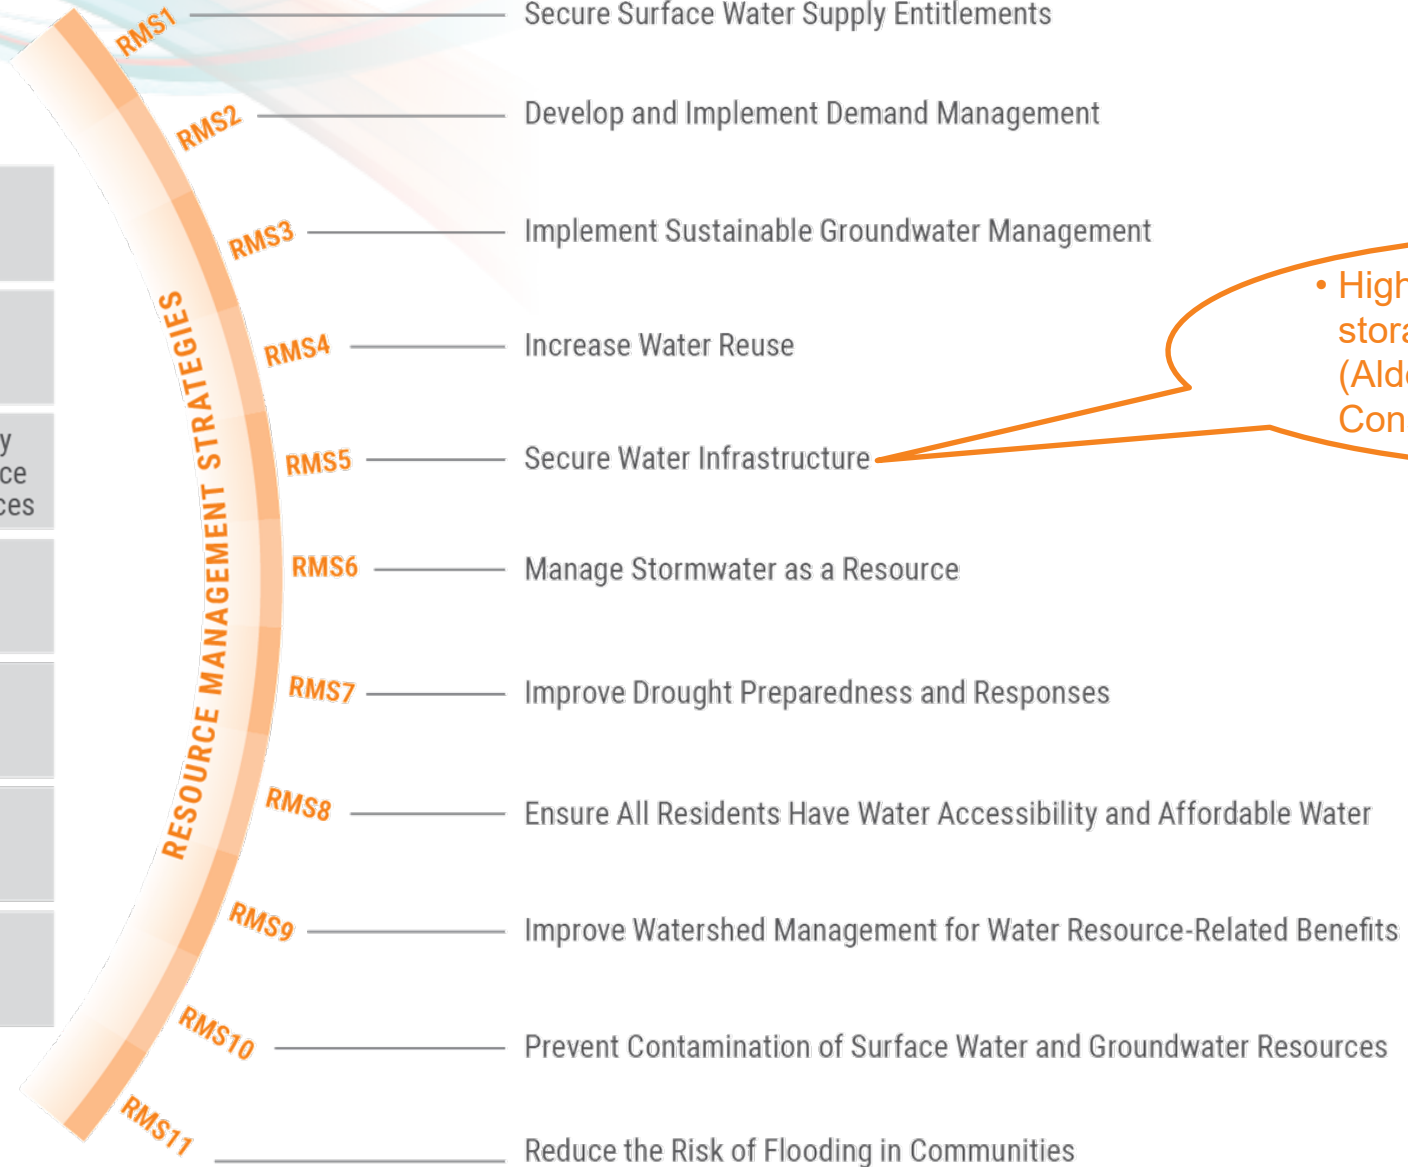 RMS1 Secure Surface Water Supply Entitlements
RMS2 Develop and Implement Demand Management
RMS3 Implement Sustainable Groundwater Management
RMS4 Increase Water Reuse
RMS5 Secure Water Infrastructure
RMS6 Manage Stormwater as a Resource
RMS7 Improve Drought Preparedness and Responses
RMS8 Ensure All Residents Have Water Accessibility and Affordable Water
RMS9 Improve Watershed Management for Water Resource-Related Benefits
RMS10 Prevent Contamination of Surface Water and Groundwater Resources
RMS11 Reduce the Risk of Flooding in Communities
RESOURCE MANAGEMENT STRATEGIES
• High